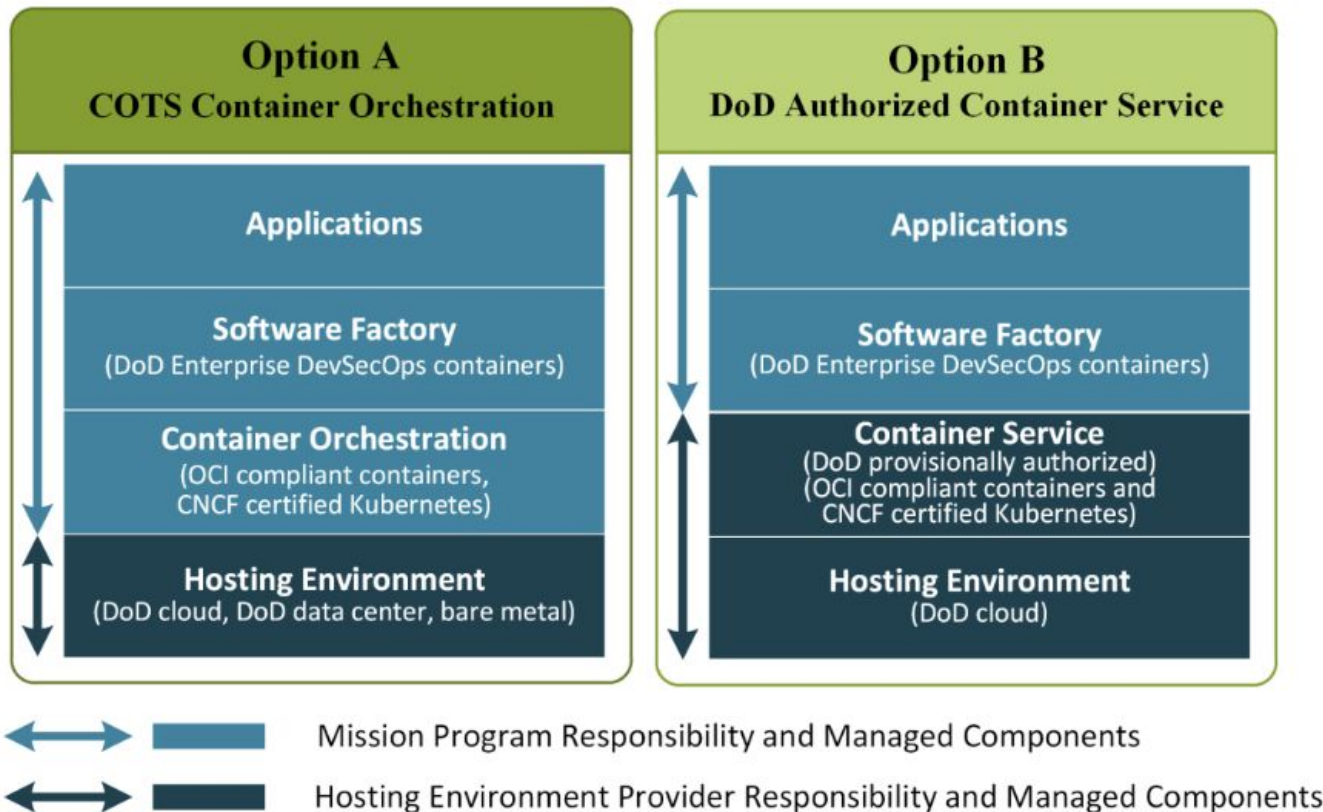 Option A
COTS Container Orchestration
Applications
Software Factory
(DoD Enterprise DevSecOps containers)
Container Orchestration
(OCI compliant containers,
CNCF certified Kubernetes)
Hosting Environment
(DoD cloud, DoD data center, bare metal)
Option B
DoD Authorized Container Service
Applications
Software Factory
(DoD Enterprise DevSecOps containers)
Container Service
(DoD provisionally authorized)
(OCI compliant containers and
CNCF certified Kubernetes)
Hosting Environment
(DoD cloud)
Mission Program Responsibility and Managed Components
Hosting Environment Provider Responsibility and Managed Components